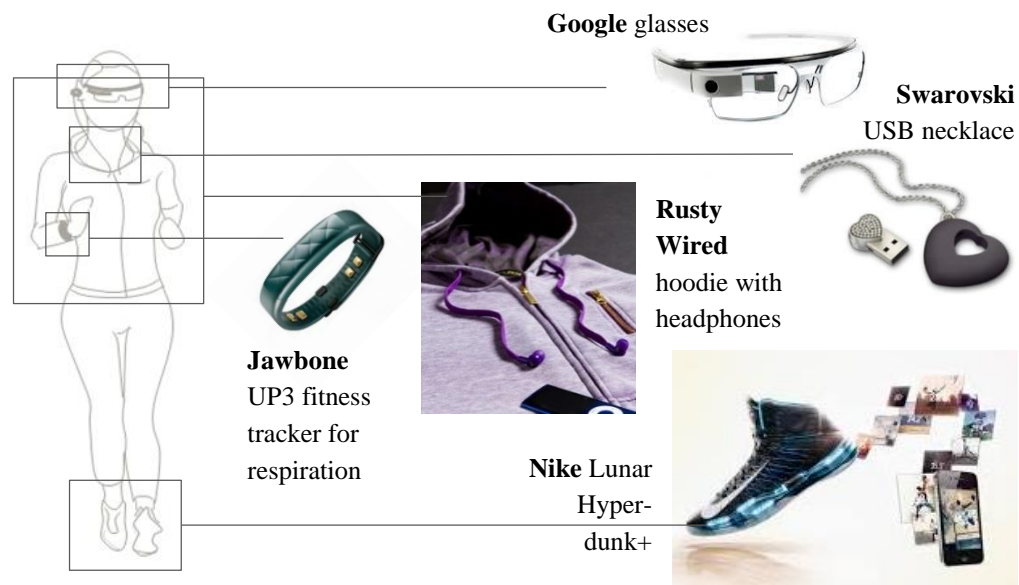 Google glasses
Swarovski
USB necklace
Rusty
Wired
hoodie with
headphones
Jawbone
UP3 fitness
tracker for
respiration
Nike Lunar
Hyper-
dunk+